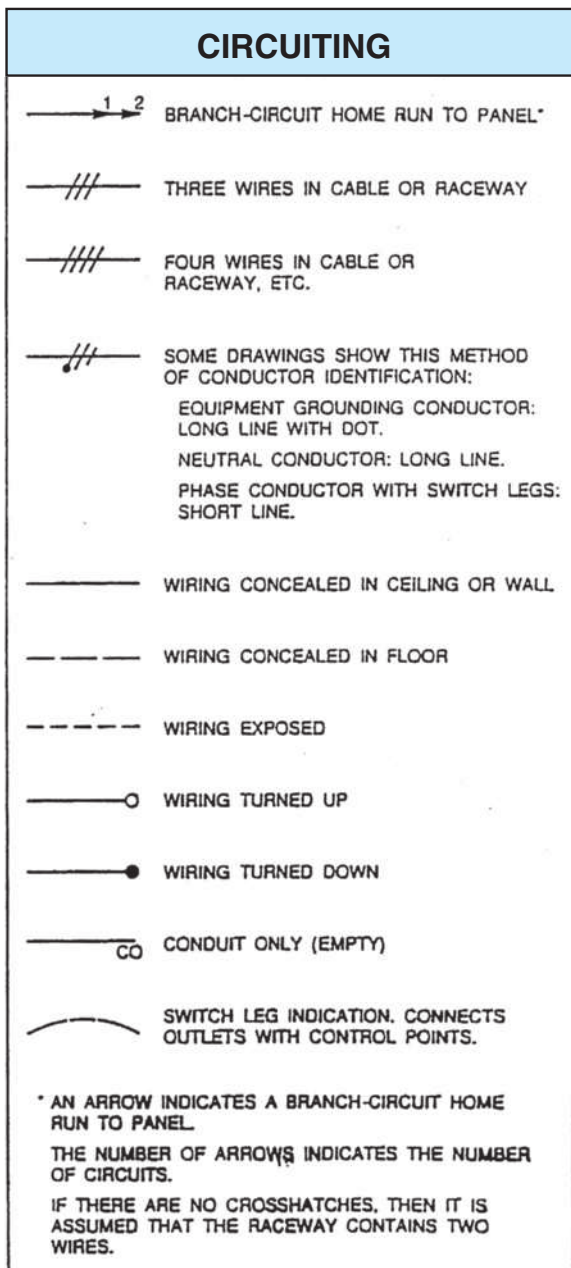 CIRCUITING
1 2
BRANCH-CIRCUIT HOME RUN TO PANEL*
THREE WIRES IN CABLE OR RACEWAY
FOUR WIRES IN CABLE OR
RACEWAY, ETC.
SOME DRAWINGS SHOW THIS METHOD
OF CONDUCTOR IDENTIFICATION:
EQUIPMENT GROUNDING CONDUCTOR:
LONG LINE WITH DOT.
NEUTRAL CONDUCTOR: LONG LINE.
PHASE CONDUCTOR WITH SWITCH LEGS:
SHORT LINE.
WIRING CONCEALED IN CEILING OR WALL
WIRING CONCEALED IN FLOOR
WIRING EXPOSED
WIRING TURNED UP
WIRING TURNED DOWN
CO CONDUIT ONLY (EMPTY)
SWITCH LEG INDICATION. CONNECTS
OUTLETS WITH CONTROL POINTS.
* AN ARROW INDICATES A BRANCH-CIRCUIT HOME
RUN TO PANEL.
THE NUMBER OF ARROWS INDICATES THE NUMBER
OF CIRCUITS.
IF THERE ARE NO CROSSHATCHES, THEN IT IS
ASSUMED THAT THE RACEWAY CONTAINS TWO
WIRES.